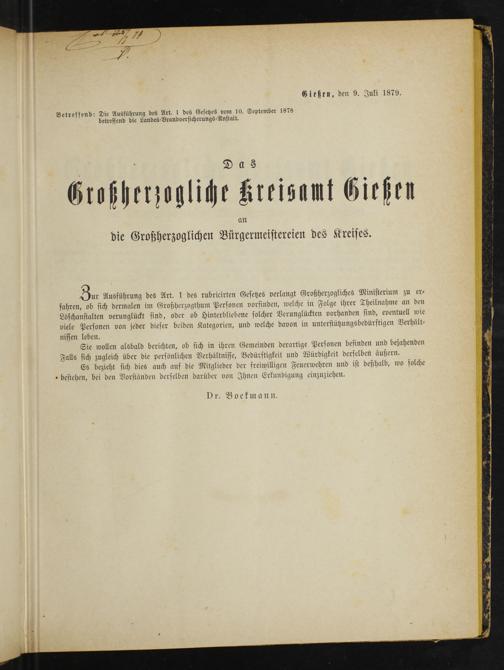 Gießen, den 9. Juli 1879.
Betreffend: Die Ausführung des Art. 1 des Gesetzes vom 10. September 1878
betreffend die Landes-Brandversicherungs-Anstalt.
Das
Großherzogliche Kreisamt Gießen
an
die Großherzoglichen Bürgermeistereien des Kreises.
Zur Ausführung des Art. 1 des rubricirten Gesetzes verlangt Großherzogliches Ministerium zu er-
fahren, ob sich dermalen im Großherzogthum Personen vorfinden, welche in Folge ihrer Theilnahme an den
Löschanstalten verunglückt sind, oder ob Hinterbliebene solcher Verunglückten vorhanden sind, eventuell wie
viele Personen von jeder dieser beiden Kategorien, und welche davon in unterstützungsbedürftigen Verhält-
nissen leben.
Sie wollen alsbald berichten, ob sich in ihren Gemeinden derartige Personen befinden und bejahenden
Falls sich zugleich über die persönlichen Verhältnisse, Bedürftigkeit und Würdigkeit derselben äußern.
Es bezieht sich dies auch auf die Mitglieder der freiwilligen Feuerwehren und ist deßhalb, wo solche
bestehen, bei den Vorständen derselben darüber von Ihnen Erkundigung einzuziehen.
Dr. Boekmann.